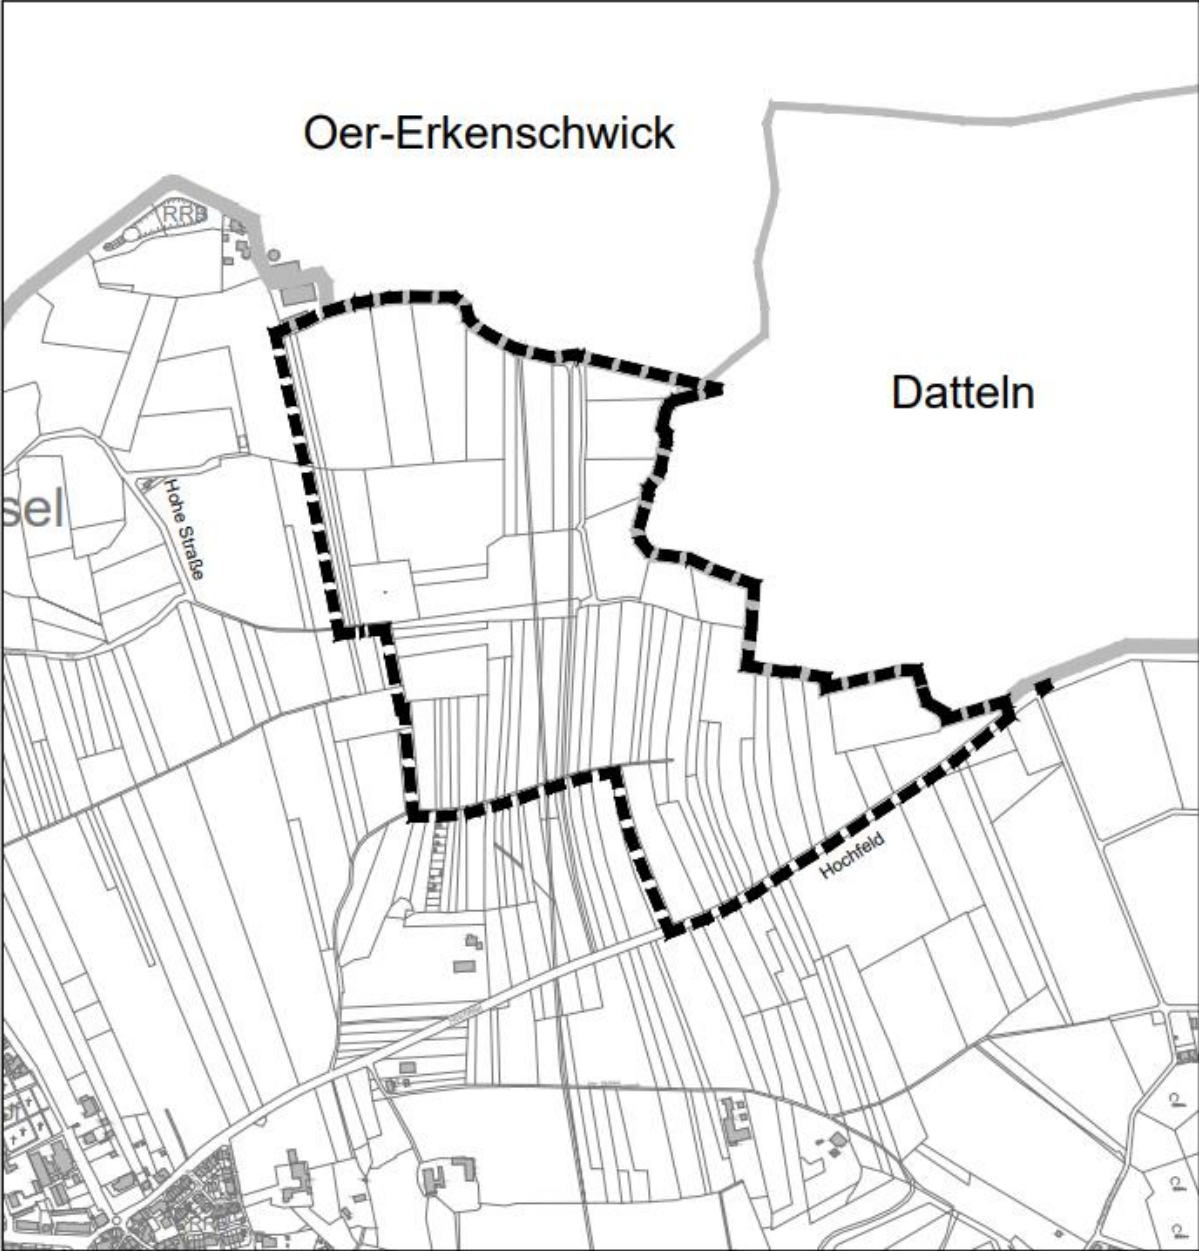 Oer-Erkenschwick
RRB
Datteln
sel
Hohe Straße
Hochfeld